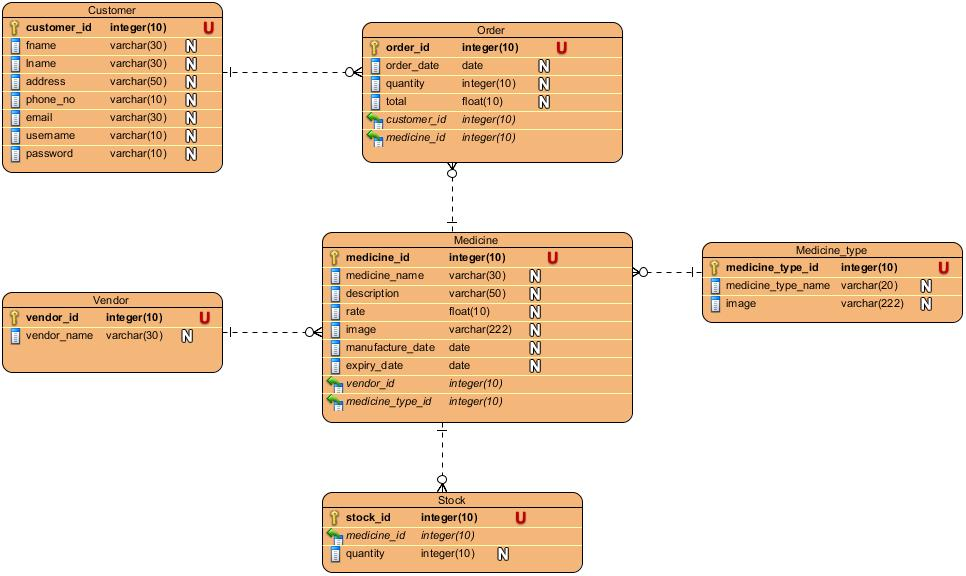 Customer
customer_id integer(10) U
fname varchar(30) N
lname varchar(30) N
address varchar(50) N
phone_no varchar(10) N
email varchar(30) N
username varchar(10) N
password varchar(10) N
Order
order_id integer(10) U
order_date date N
quantity integer(10) N
total float(10) N
customer_id integer(10)
medicine_id integer(10)
Medicine
medicine_id integer(10) U
medicine_name varchar(30) N
description varchar(50) N
rate float(10) N
image varchar(222) N
manufacture_date date N
expiry_date date N
vendor_id integer(10)
medicine_type_id integer(10)
Medicine_type
medicine_type_id integer(10) U
medicine_type_name varchar(20) N
image varchar(222) N
Vendor
vendor_id integer(10) U
vendor_name varchar(30) N
Stock
stock_id integer(10) U
medicine_id integer(10)
quantity integer(10) N